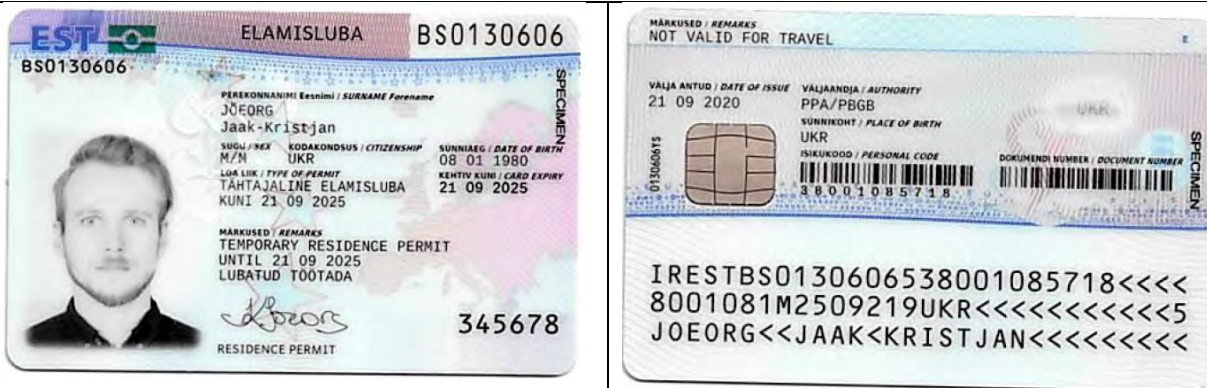 EST
ELAMISLUBA
BS0130606
BS0130606
SPECIMEN
PEREKONNANIMI Eesnimi / SURNAME Forename
JÕEORG
Jaak-Kristjan
SUGU / SEX KODAKONDSUS / CITIZENSHIP SÜNNIAEG / DATE OF BIRTH
M/M UKR 08 01 1980
LOA LIIK / TYPE OF PERMIT KEHTIV KUNI / CARD EXPIRY
TÄHTAJALINE ELAMISLUBA 21 09 2025
KUNI 21 09 2025
MÄRKUSED / REMARKS
TEMPORARY RESIDENCE PERMIT
UNTIL 21 09 2025
LUBATUD TÖÖTADA
345678
RESIDENCE PERMIT
MÄRKUSED / REMARKS
NOT VALID FOR TRAVEL
E
VÄLJA ANTUD / DATE OF ISSUE VÄLJAANDJA / AUTHORITY
21 09 2020 PPA/PBGB
UKR
SÜNNIKOHT / PLACE OF BIRTH
UKR
ISIKUKOOD / PERSONAL CODE DOKUMENDI NUMBER / DOCUMENT NUMBER
38001085718
0130606YS
SPECIMEN
IRESTBS0130606538001085718<<<<
8001081M2509219UKR<<<<<<<<<<<5
JOEORG<<JAAK<KRISTJAN<<<<<<<<<